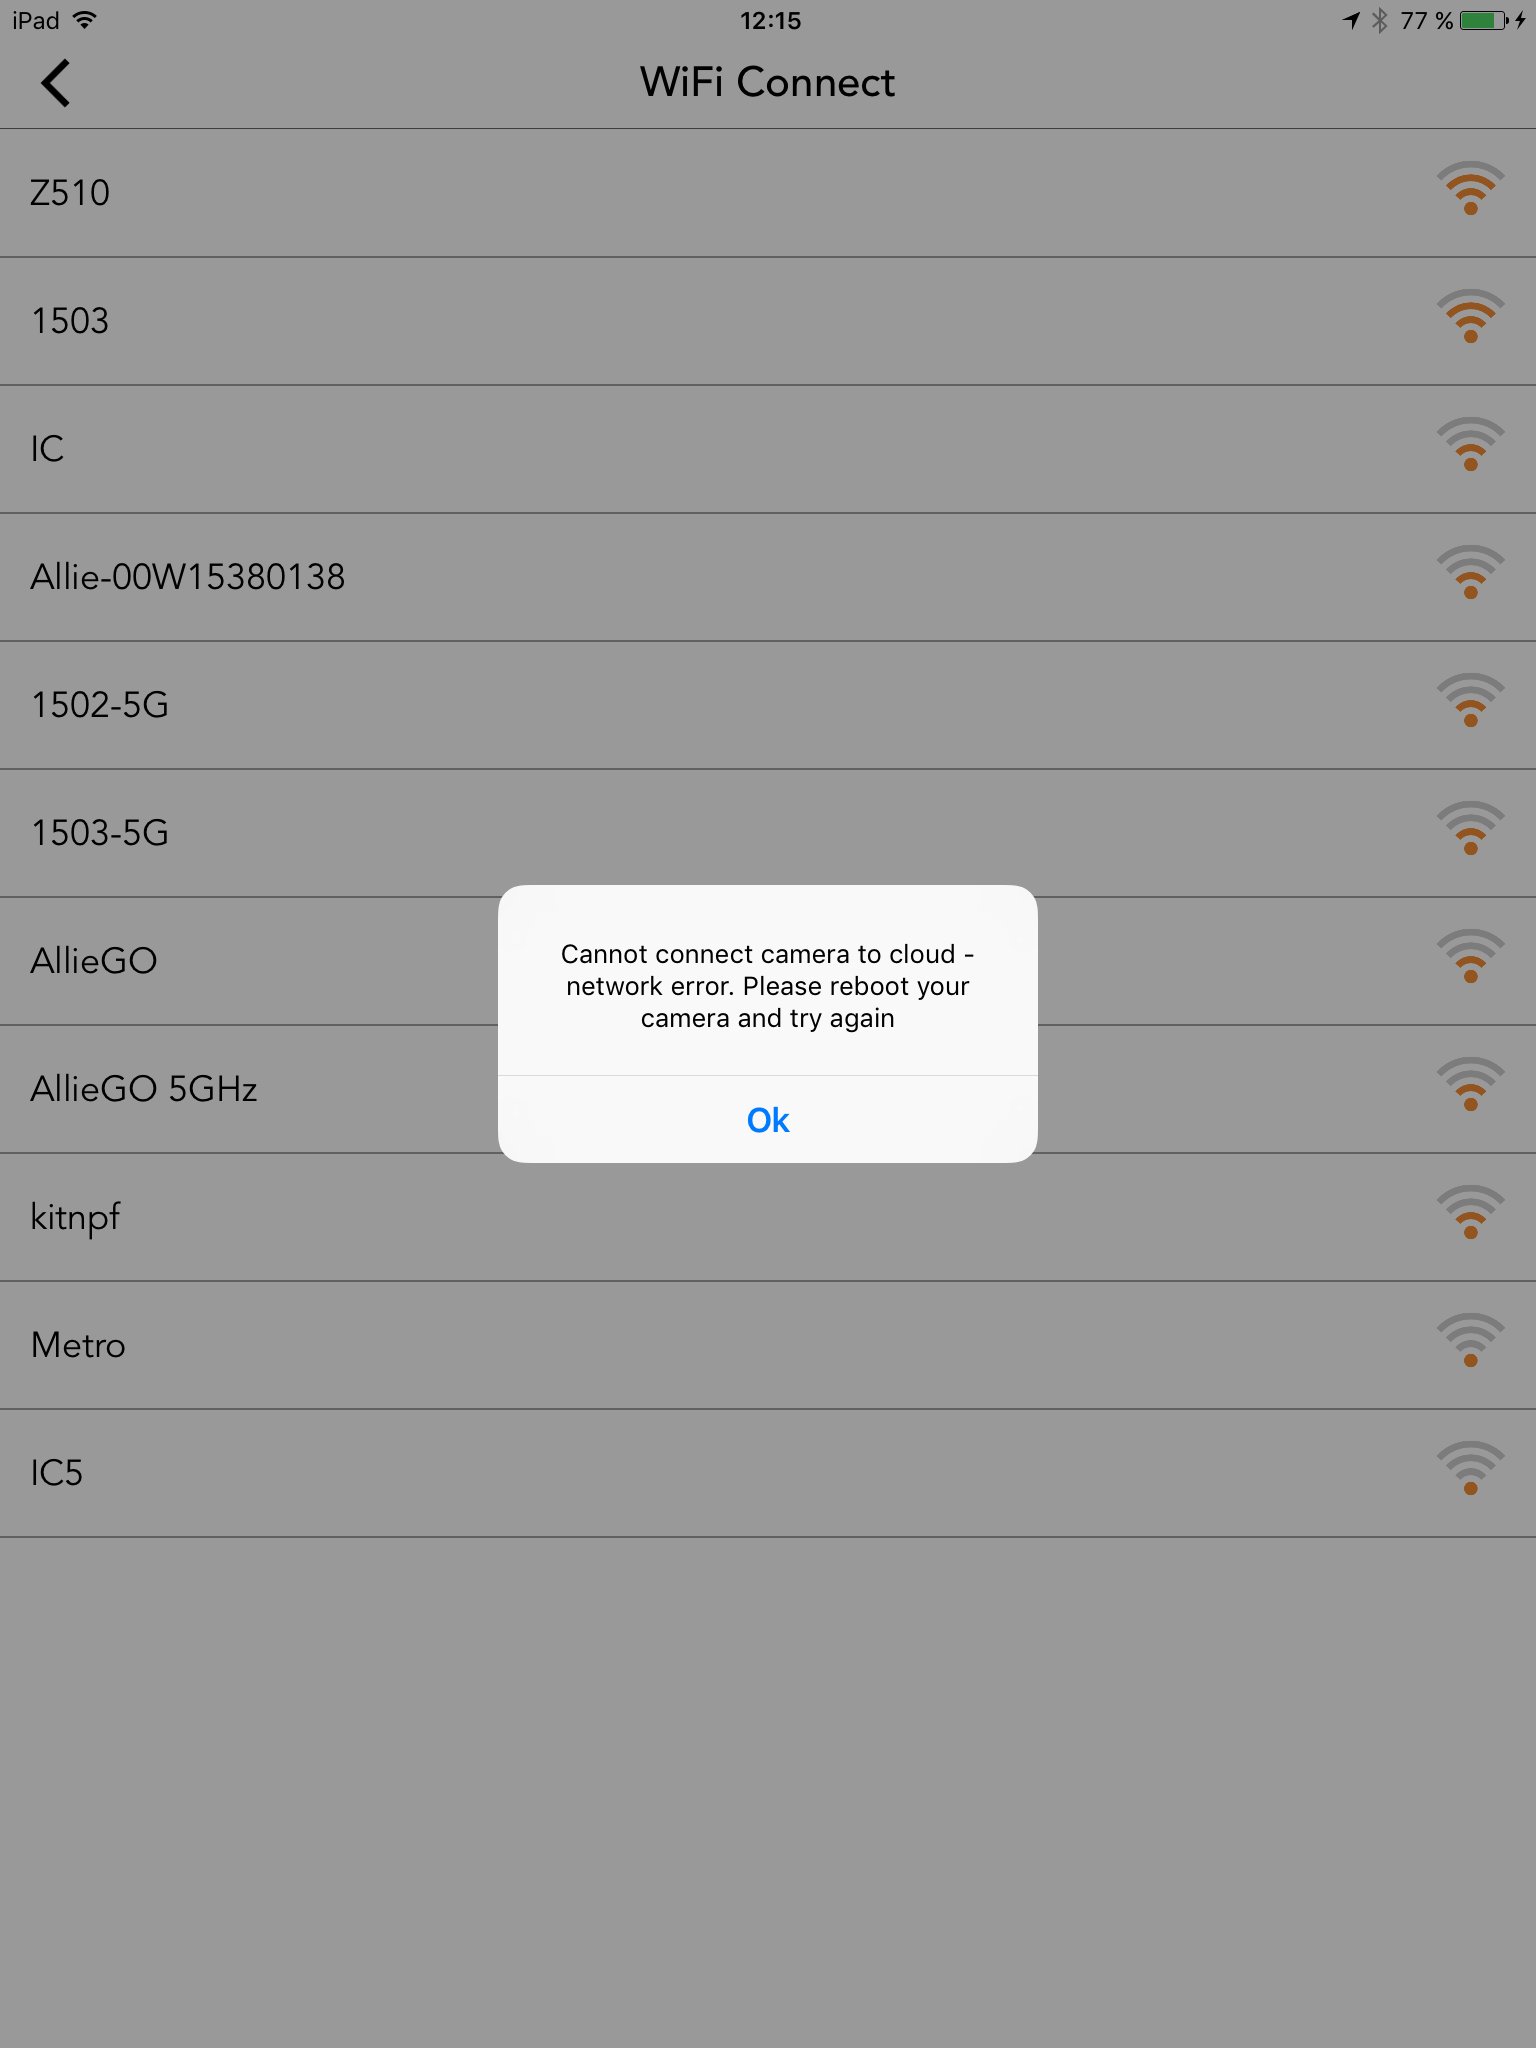 iPad 12:15 77 %
WiFi Connect
Z510
1503
IC
Allie-00W15380138
1502-5G
1503-5G
AllieGO
AllieGO 5GHz
kitnpf
Metro
IC5
Cannot connect camera to cloud -
network error. Please reboot your
camera and try again
Ok